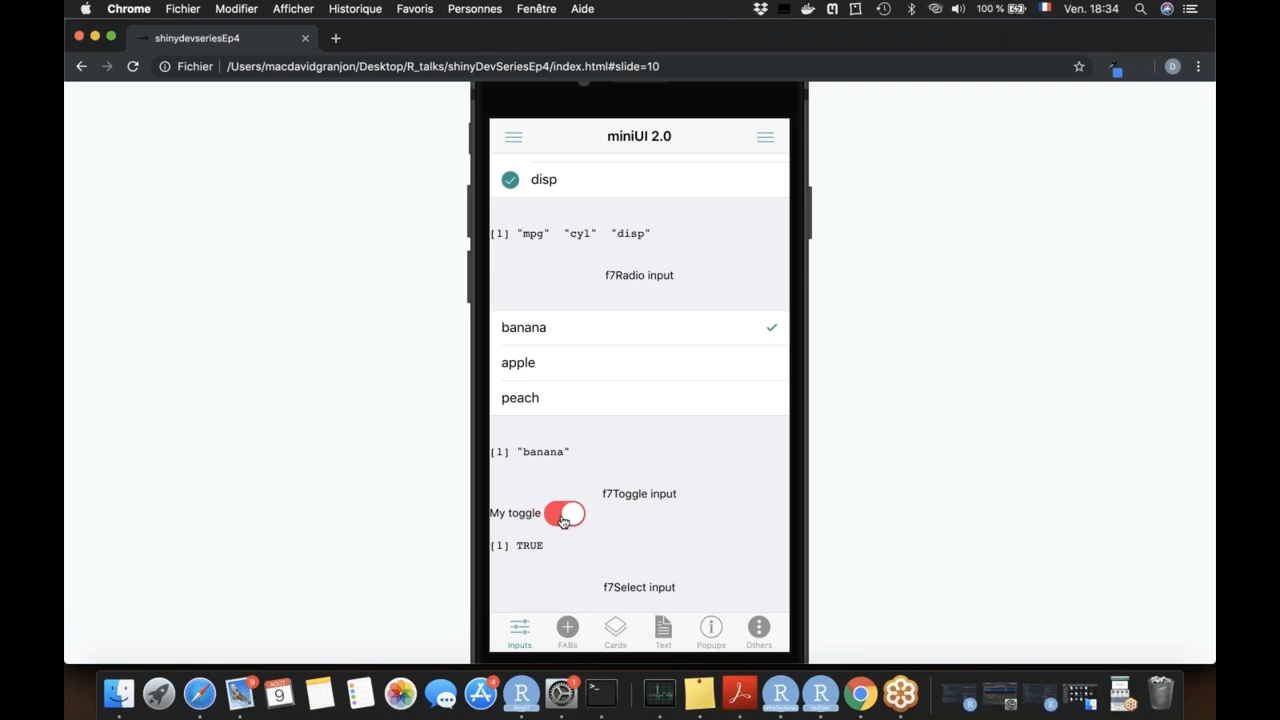 Chrome Fichier Modifier Afficher Historique Favoris Personnes Fenêtre Aide 100 % Ven. 18:34
shinydevseriesEp4
Fichier /Users/macdavidgranjon/Desktop/R_talks/shinyDevSeriesEp4/index.html#slide=10 D
miniUI 2.0
disp
[1] "mpg" "cyl" "disp"
f7Radio input
banana
apple
peach
[1] "banana"
f7Toggle input
My toggle
[1] TRUE
f7Select input
Inputs FABs Cards Text Popups Others